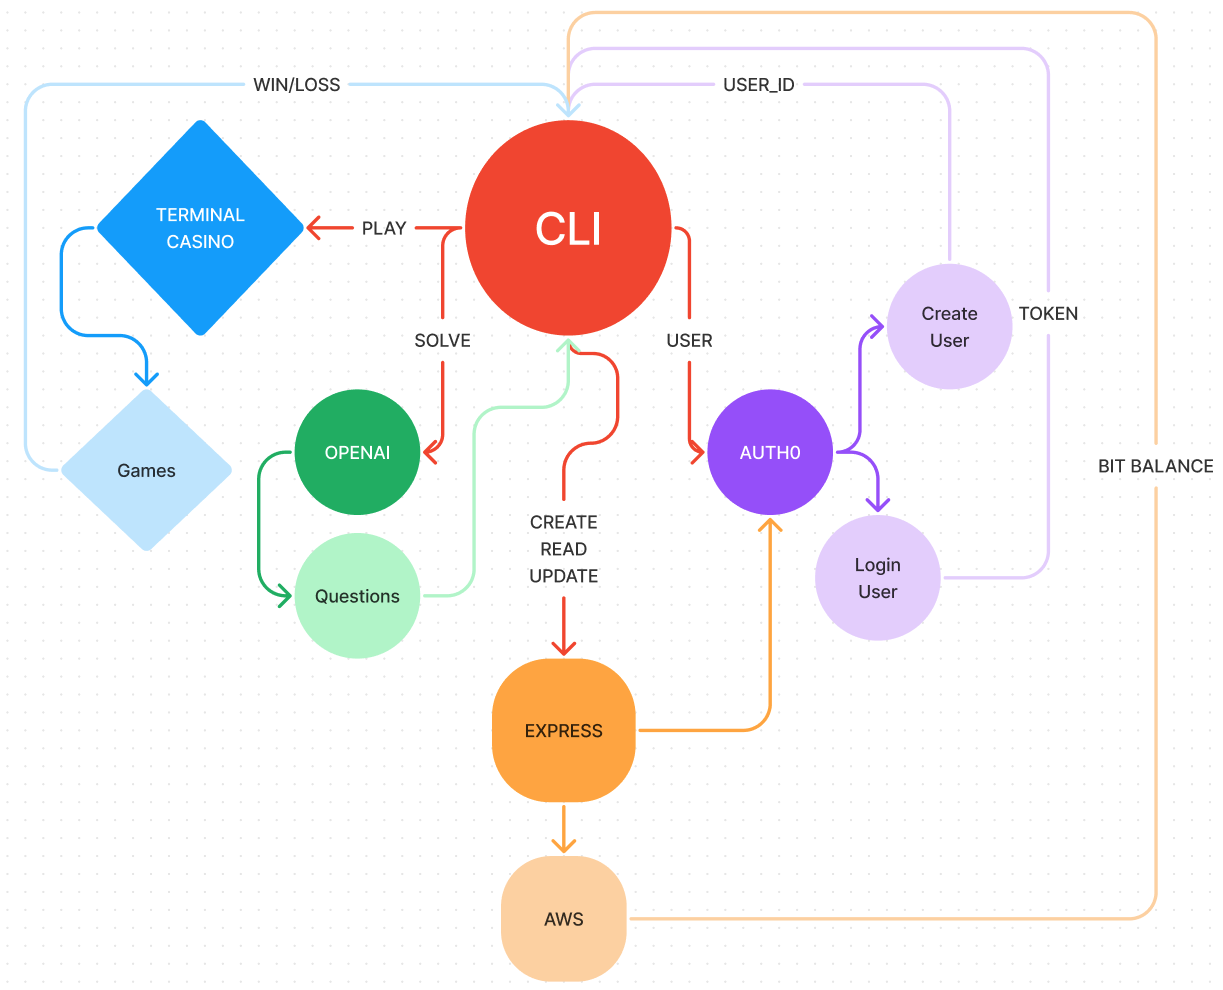 WIN/LOSS
USER_ID
TERMINAL
CASINO
PLAY
CLI
Create
User
TOKEN
SOLVE
USER
OPENAI
AUTH0
Games
BIT BALANCE
CREATE
READ
UPDATE
Login
User
Questions
EXPRESS
AWS